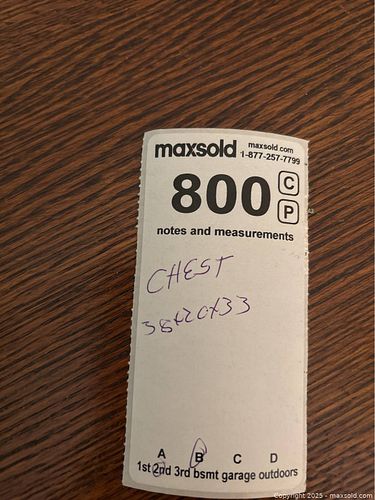 maxsold maxsold.com
1-877-257-7799
800 C
P
notes and measurements
CHEST
38x20x33
A B C D
1st 2nd 3rd bsmt garage outdoors
Copyright 2025 - maxsold.com